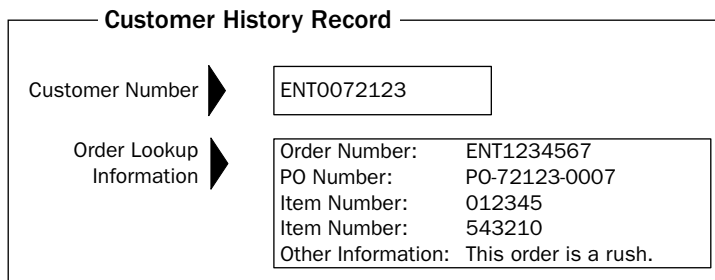 Customer History Record
Customer Number
ENT0072123
Order Lookup
Information
Order Number: ENT1234567
PO Number: PO-72123-0007
Item Number: 012345
Item Number: 543210
Other Information: This order is a rush.